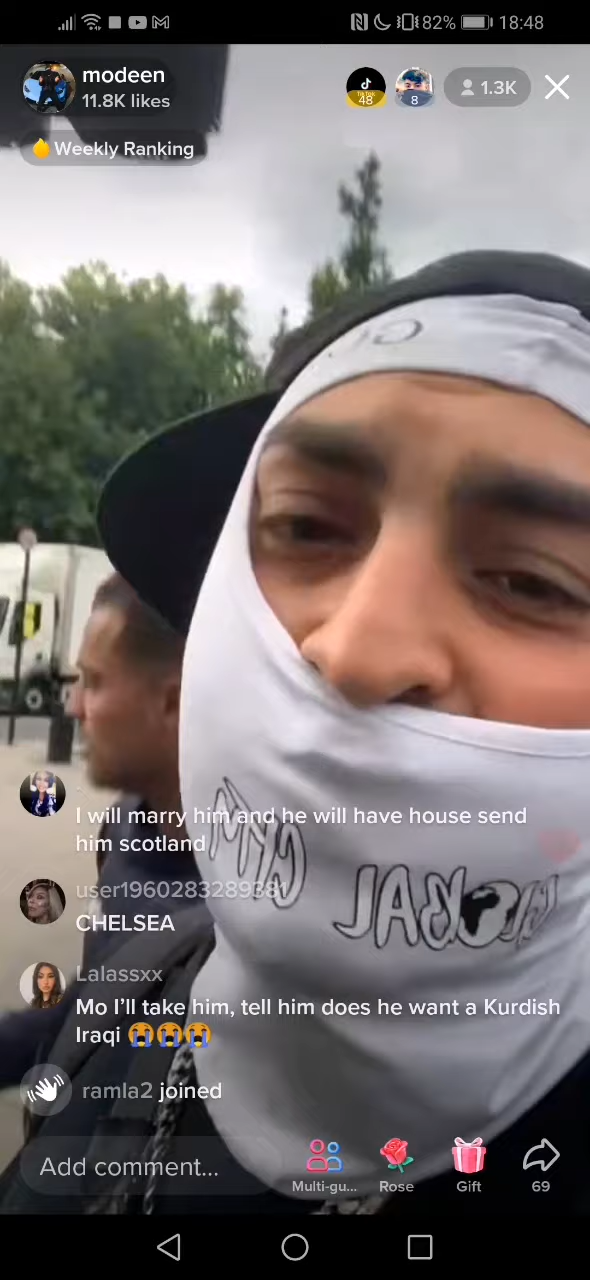 82% 18:48
modeen
11.8K likes
48
8
1.3K
Weekly Ranking
I will marry him and he will have house send
him scotland
user1960283289381
CHELSEA
Lalassxx
Mo I'll take him, tell him does he want a Kurdish
Iraqi 😭😭😭
ramla2 joined
Add comment...
Multi-gu...
Rose
Gift
69